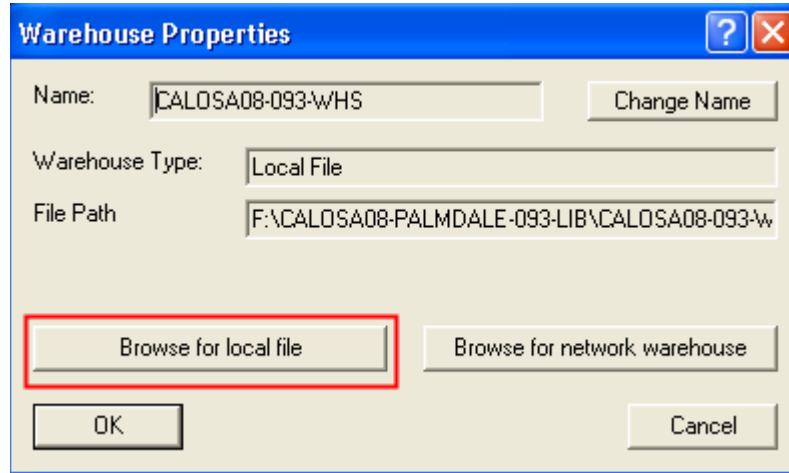 Warehouse Properties
Name: CALOSA08-093-WHS Change Name
Warehouse Type: Local File
File Path F:\CALOSA08-PALMDALE-093-LIB\CALOSA08-093-W
Browse for local file Browse for network warehouse
OK Cancel